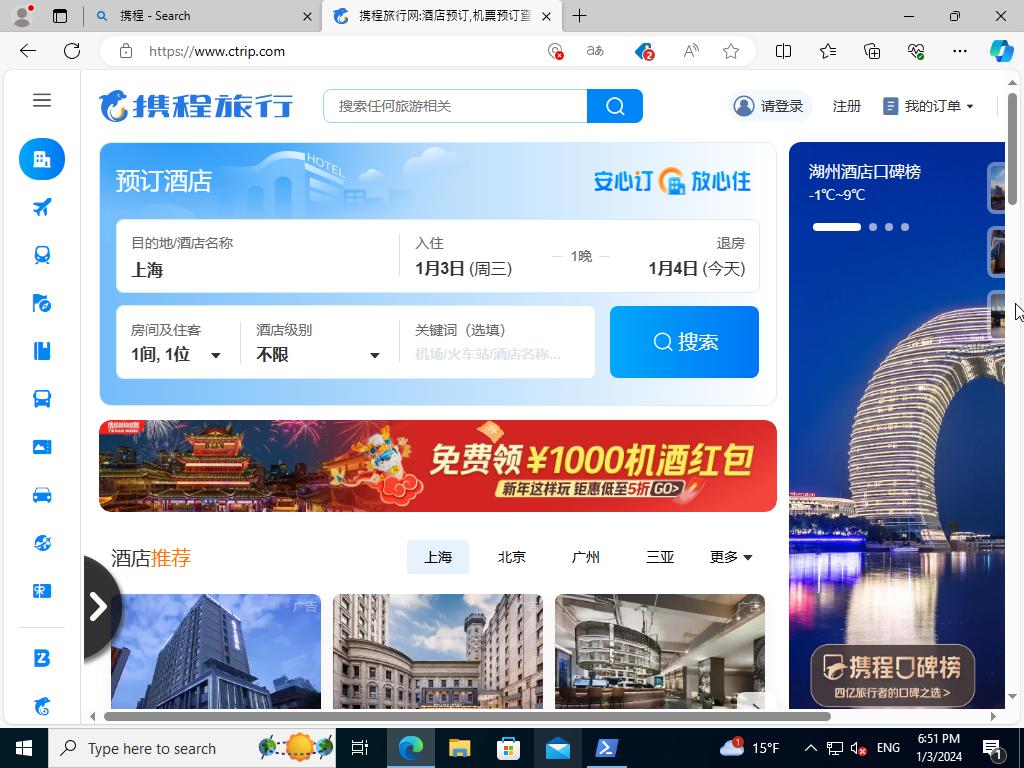 携程 - Search
携程旅行网:酒店预订,机票预订查
https://www.ctrip.com
携程旅行
搜索任何旅游相关
请登录
注册
我的订单
预订酒店
HOTEL
安心订
放心住
目的地/酒店名称
上海
入住
1月3日 (周三)
1晚
退房
1月4日 (今天)
房间及住客
1间, 1位
酒店级别
不限
关键词（选填）
机场/火车站/酒店名称...
搜索
湖州酒店口碑榜
-1℃~9℃
免费领 ¥1000机酒红包
新年这样玩 钜惠低至5折 GO>
酒店推荐
上海
北京
广州
三亚
更多
广告
携程口碑榜
四亿旅行者的口碑之选 >
Type here to search
15°F
ENG
6:51 PM
1/3/2024